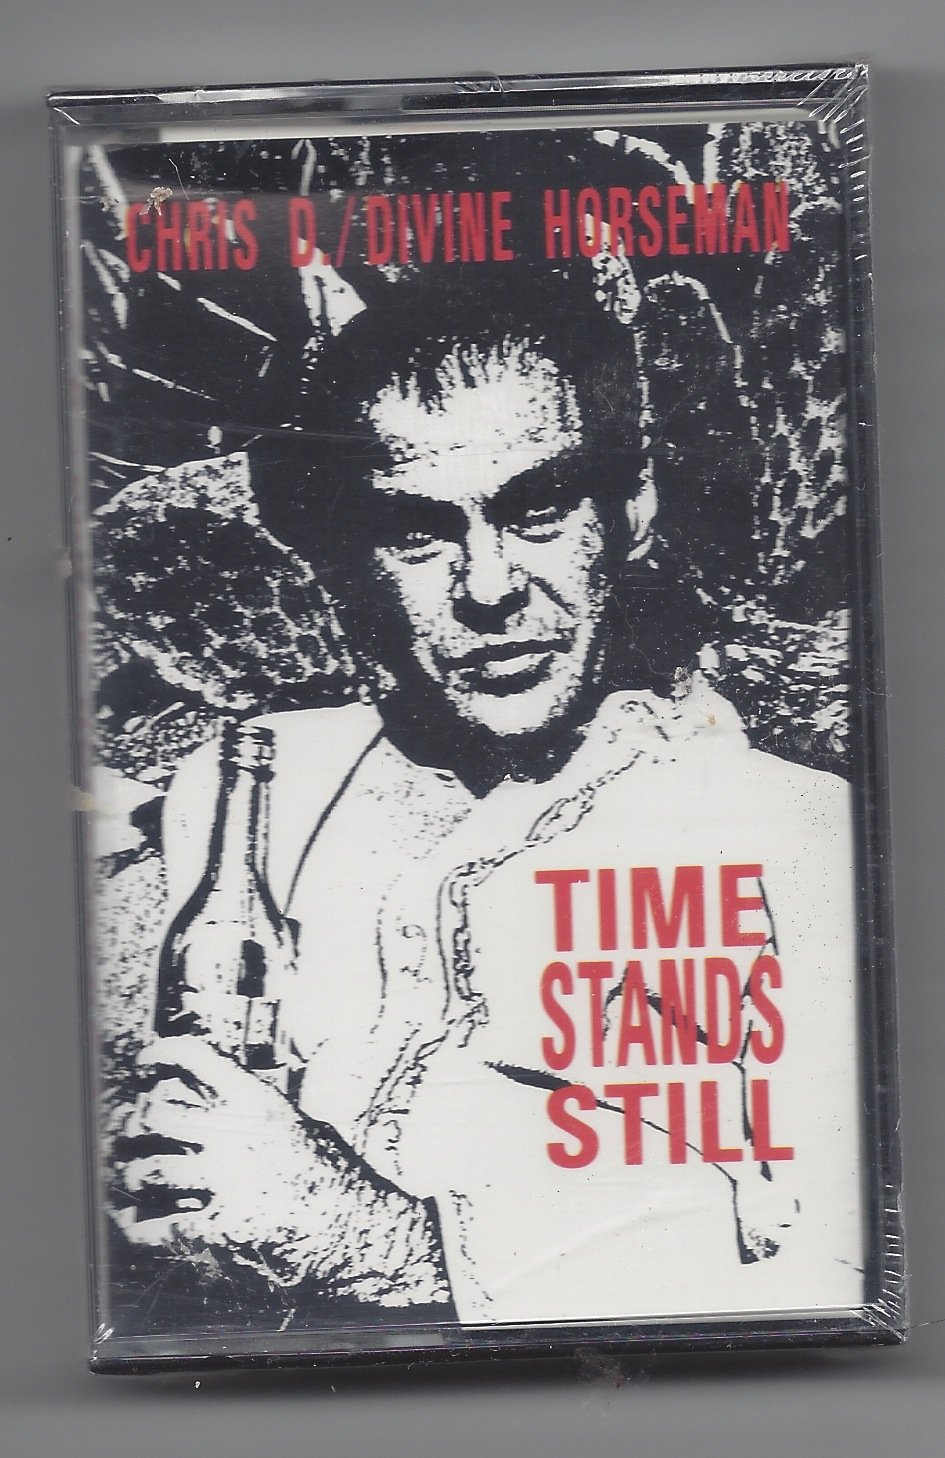 CHRIS D./DIVINE HORSEMAN
TIME
STANDS
STILL